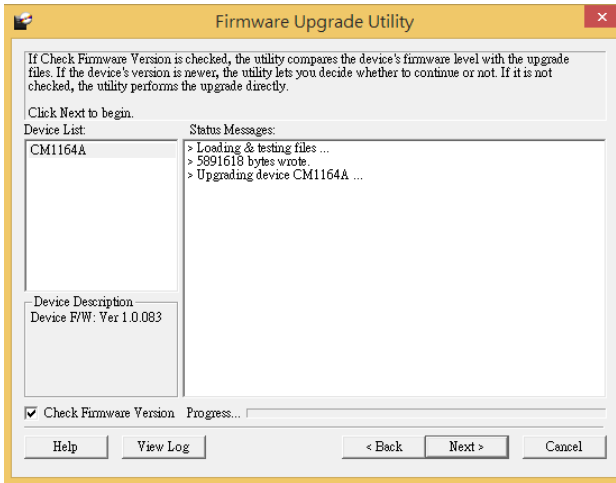 Firmware Upgrade Utility
If Check Firmware Version is checked, the utility compares the device's firmware level with the upgrade
files. If the device's version is newer, the utility lets you decide whether to continue or not. If it is not
checked, the utility performs the upgrade directly.
Click Next to begin.
Device List:
Status Messages:
CM1164A
> Loading & testing files ...
> 5891618 bytes wrote.
> Upgrading device CM1164A ...
Device Description
Device F/W: Ver 1.0.083
Check Firmware Version
Progress...
Help
View Log
< Back
Next >
Cancel